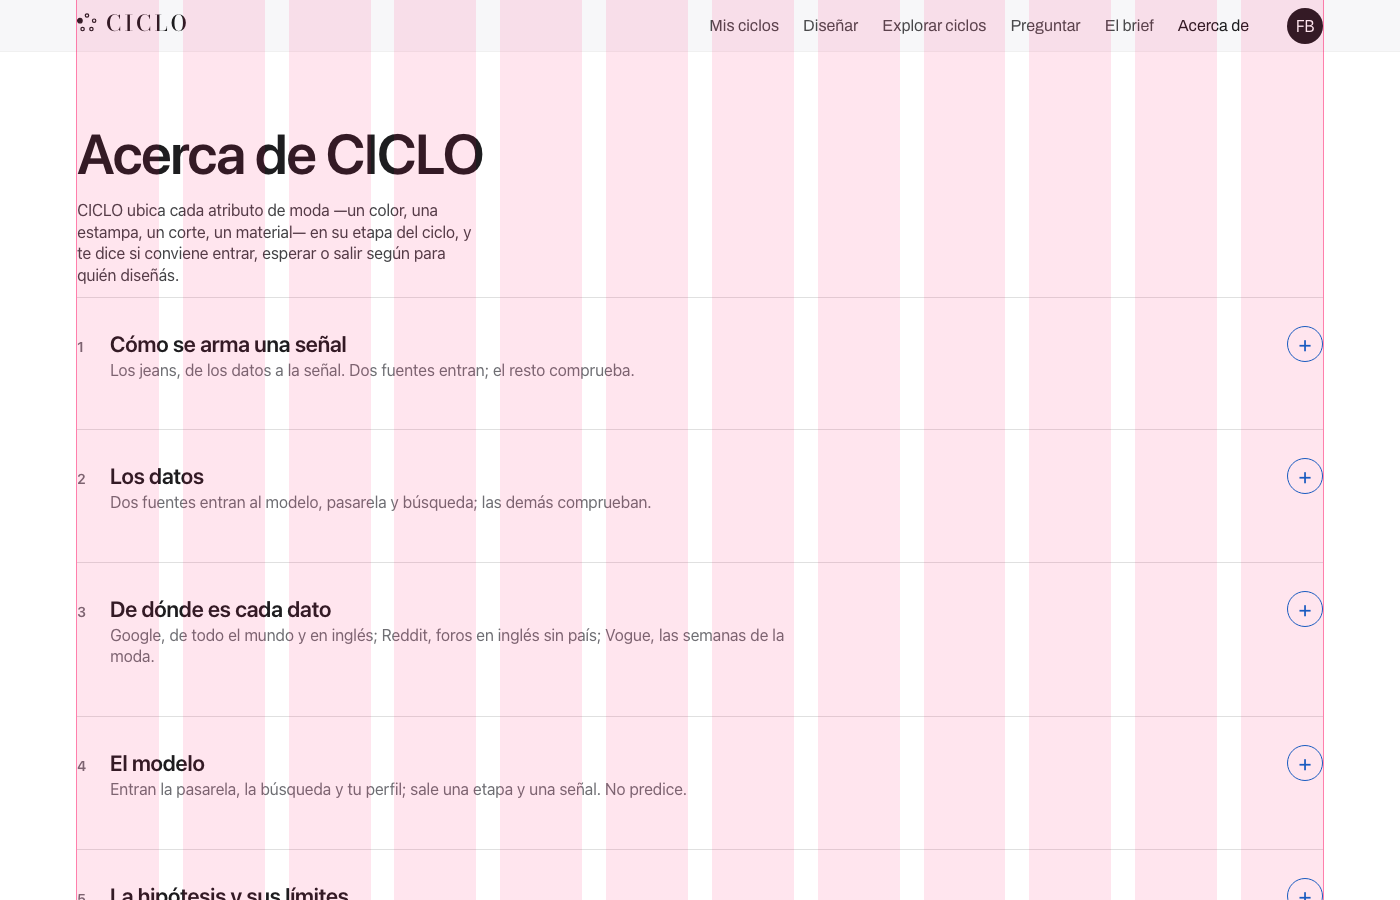 CICLO
Mis ciclos
Diseñar
Explorar ciclos
Preguntar
El brief
Acerca de
FB
Acerca de CICLO
CICLO ubica cada atributo de moda —un color, una
estampa, un corte, un material— en su etapa del ciclo, y
te dice si conviene entrar, esperar o salir según para
quién diseñás.
1
Cómo se arma una señal
Los jeans, de los datos a la señal. Dos fuentes entran; el resto comprueba.
+
2
Los datos
Dos fuentes entran al modelo, pasarela y búsqueda; las demás comprueban.
+
3
De dónde es cada dato
Google, de todo el mundo y en inglés; Reddit, foros en inglés sin país; Vogue, las semanas de la
moda.
+
4
El modelo
Entran la pasarela, la búsqueda y tu perfil; sale una etapa y una señal. No predice.
+
5
La hipótesis y sus límites
+